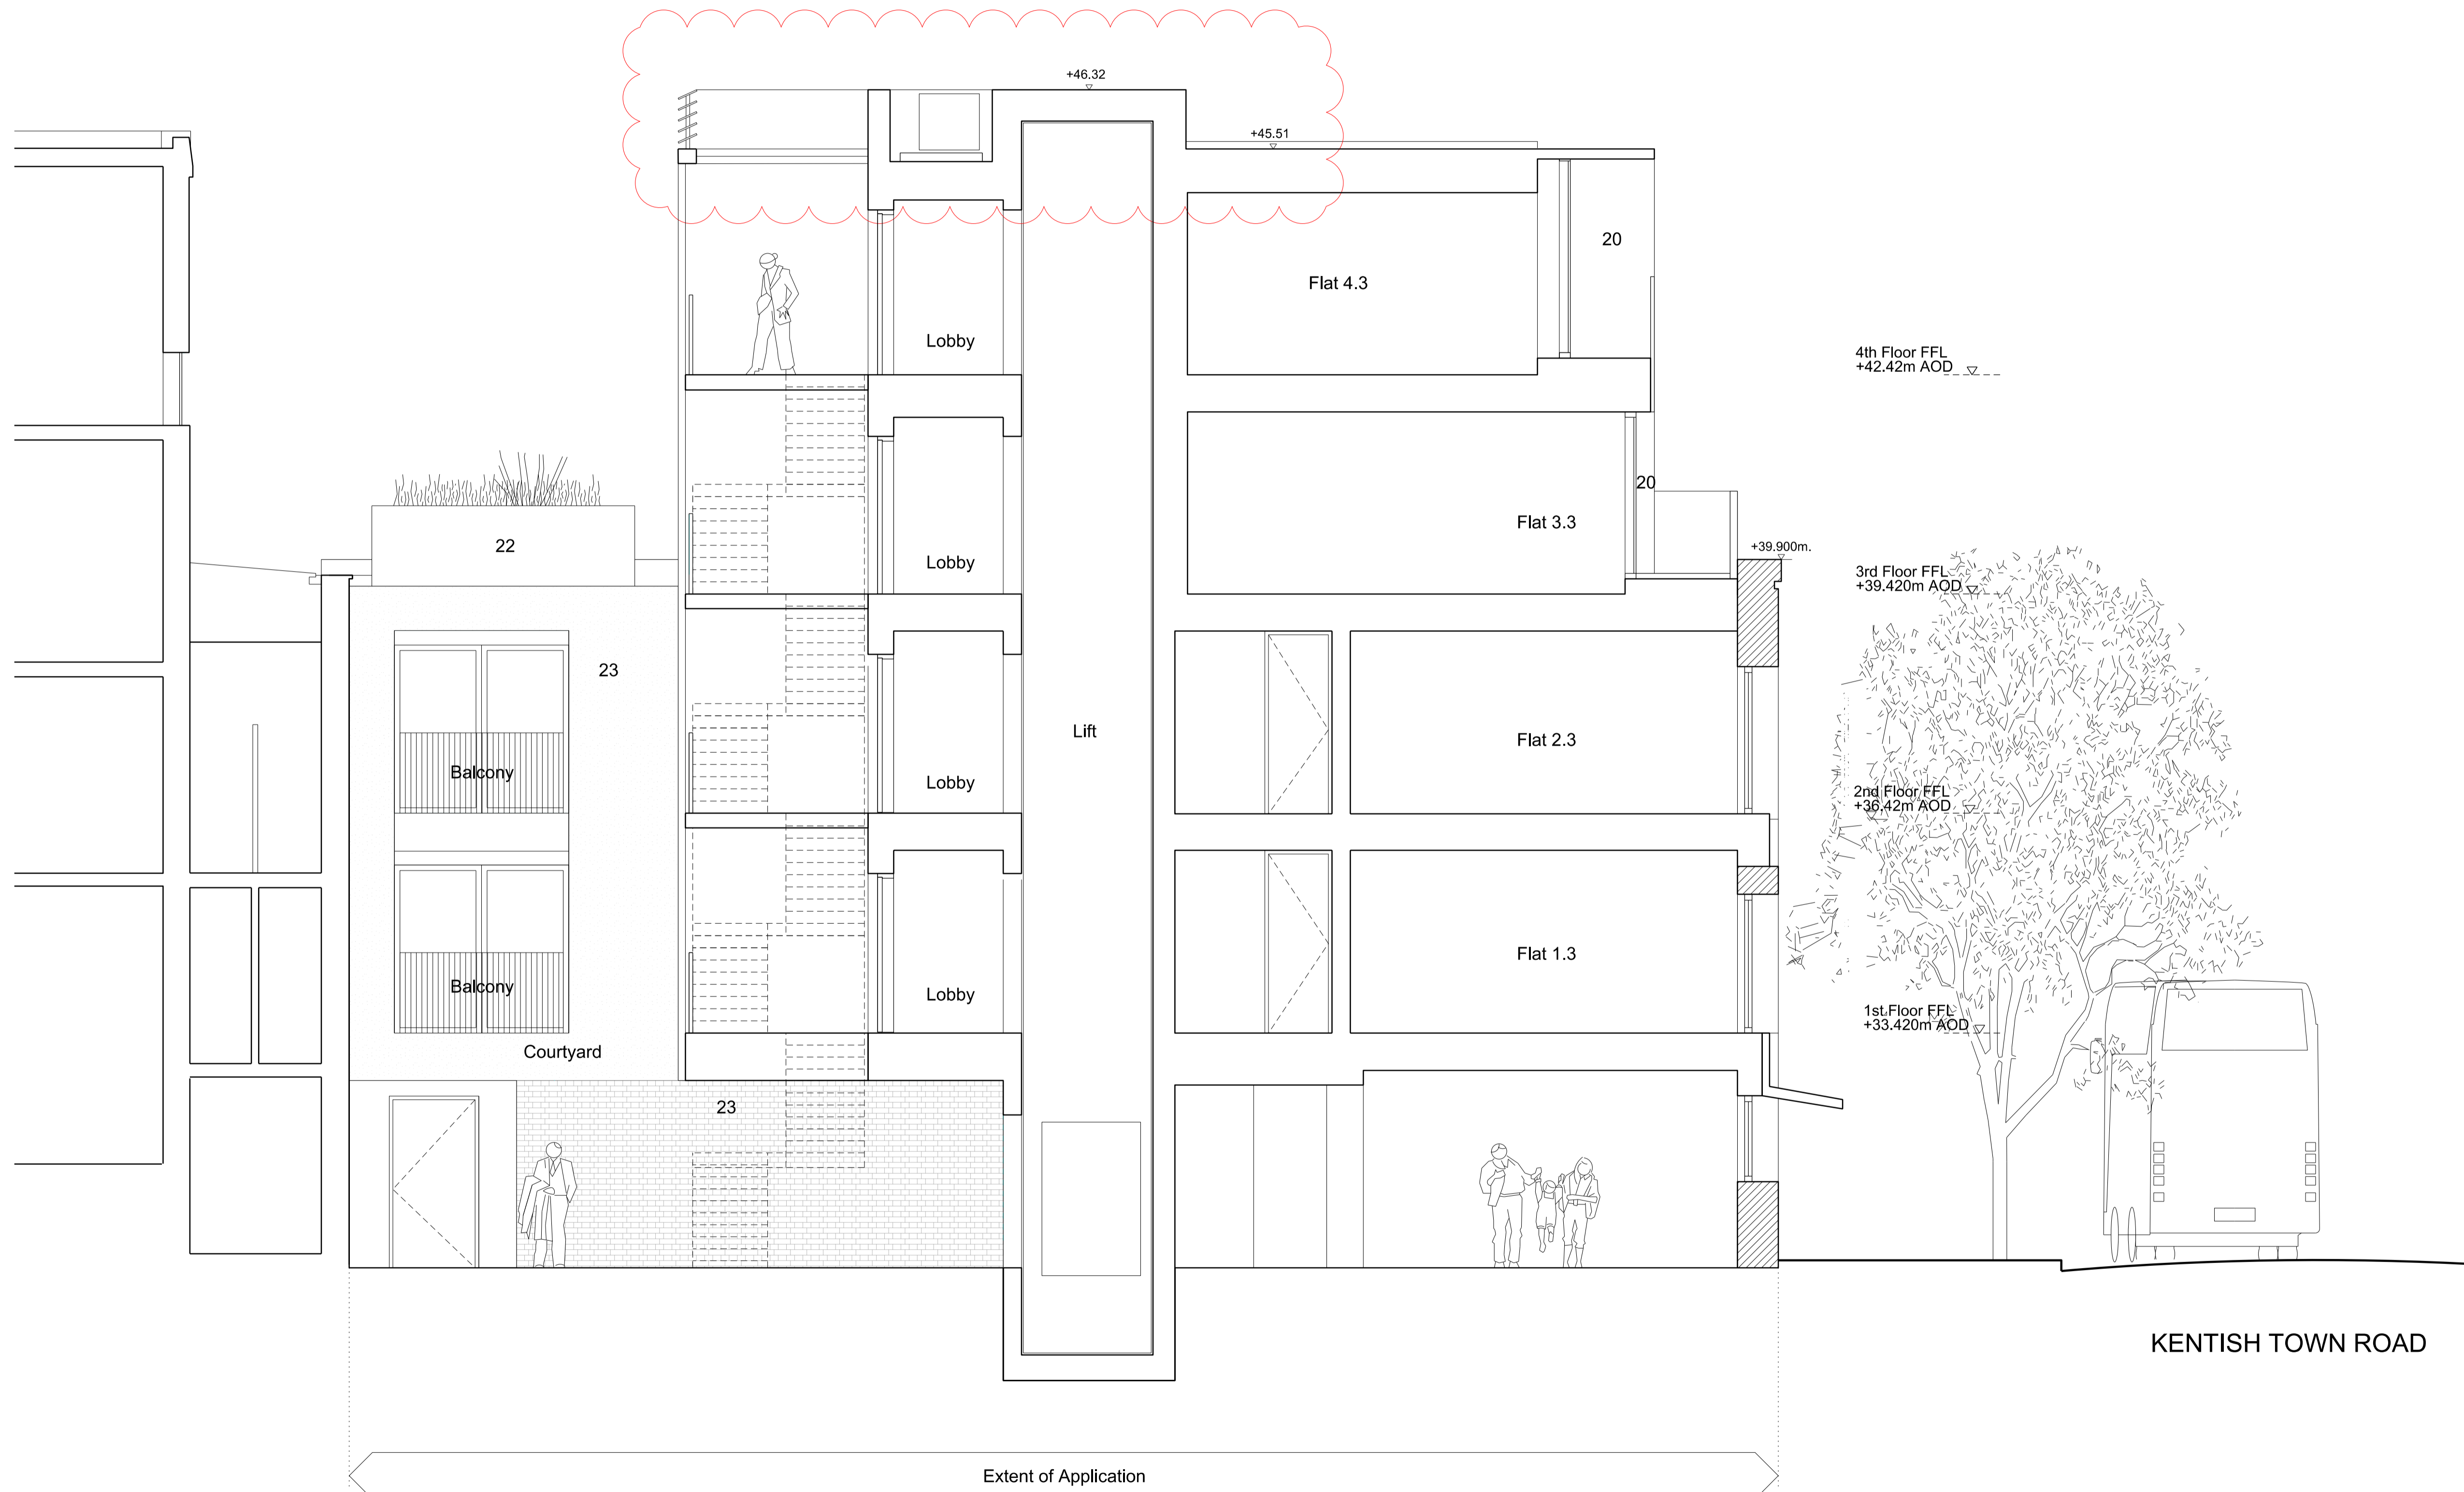 +46.32
+45.51
20
Flat 4.3
Lobby
4th Floor FFL
+42.42m AOD
20
Flat 3.3
22
Lobby
+39.900m.
3rd Floor FFL
+39.420m AOD
23
Lift
Flat 2.3
Balcony
Lobby
2nd Floor FFL
+36.42m AOD
Flat 1.3
Balcony
Lobby
1st Floor FFL
+33.420m AOD
Courtyard
23
KENTISH TOWN ROAD
Extent of Application